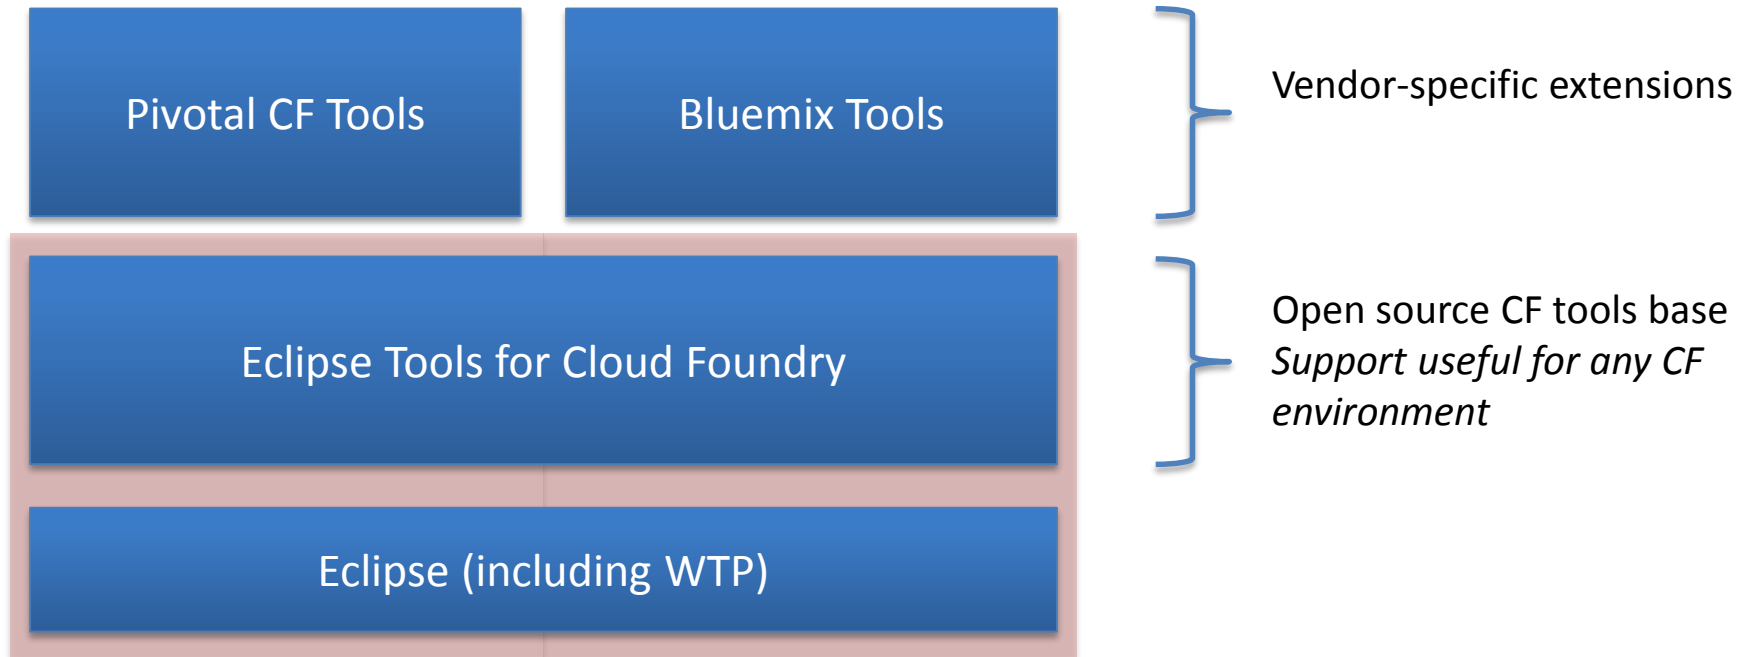 Pivotal CF Tools
Bluemix Tools
Vendor-specific extensions
Eclipse Tools for Cloud Foundry
Open source CF tools base
Support useful for any CF
environment
Eclipse (including WTP)